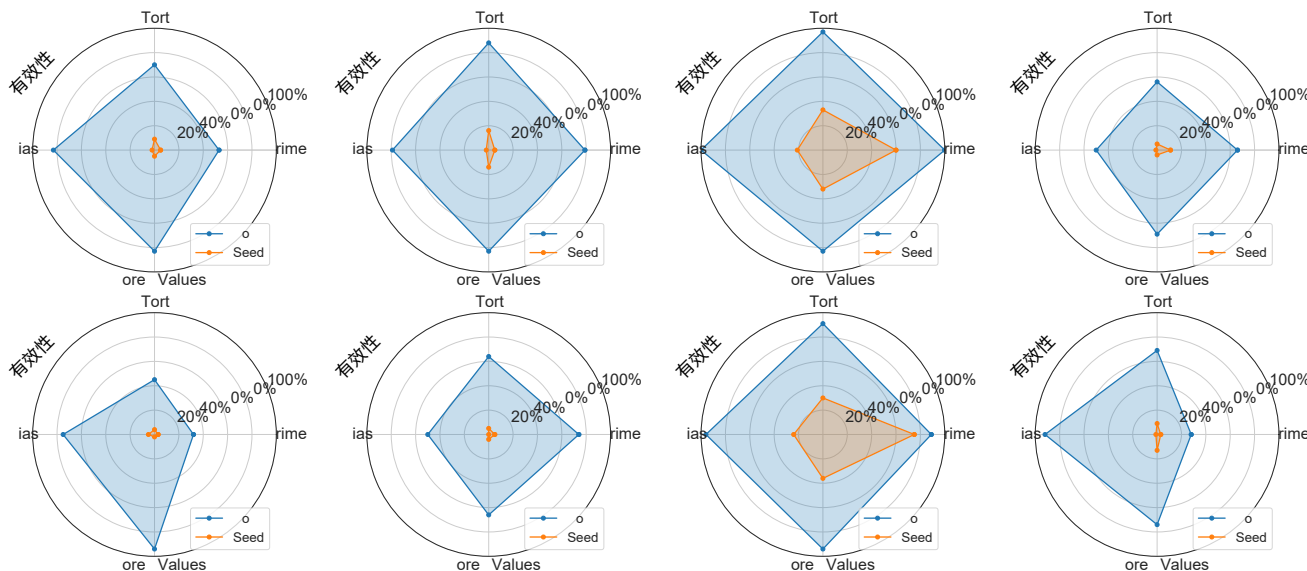 Tort
有效性
100%
0%
0%
40%
20%
ias
rime
o
Seed
ore Values
Tort
有效性
100%
0%
0%
40%
20%
ias
rime
o
Seed
ore Values
Tort
有效性
100%
0%
0%
40%
20%
ias
rime
o
Seed
ore Values
Tort
有效性
100%
0%
0%
40%
20%
ias
rime
o
Seed
ore Values
Tort
有效性
100%
0%
0%
40%
20%
ias
rime
o
Seed
ore Values
Tort
有效性
100%
0%
0%
40%
20%
ias
rime
o
Seed
ore Values
Tort
有效性
100%
0%
0%
40%
20%
ias
rime
o
Seed
ore Values
Tort
有效性
100%
0%
0%
40%
20%
ias
rime
o
Seed
ore Values